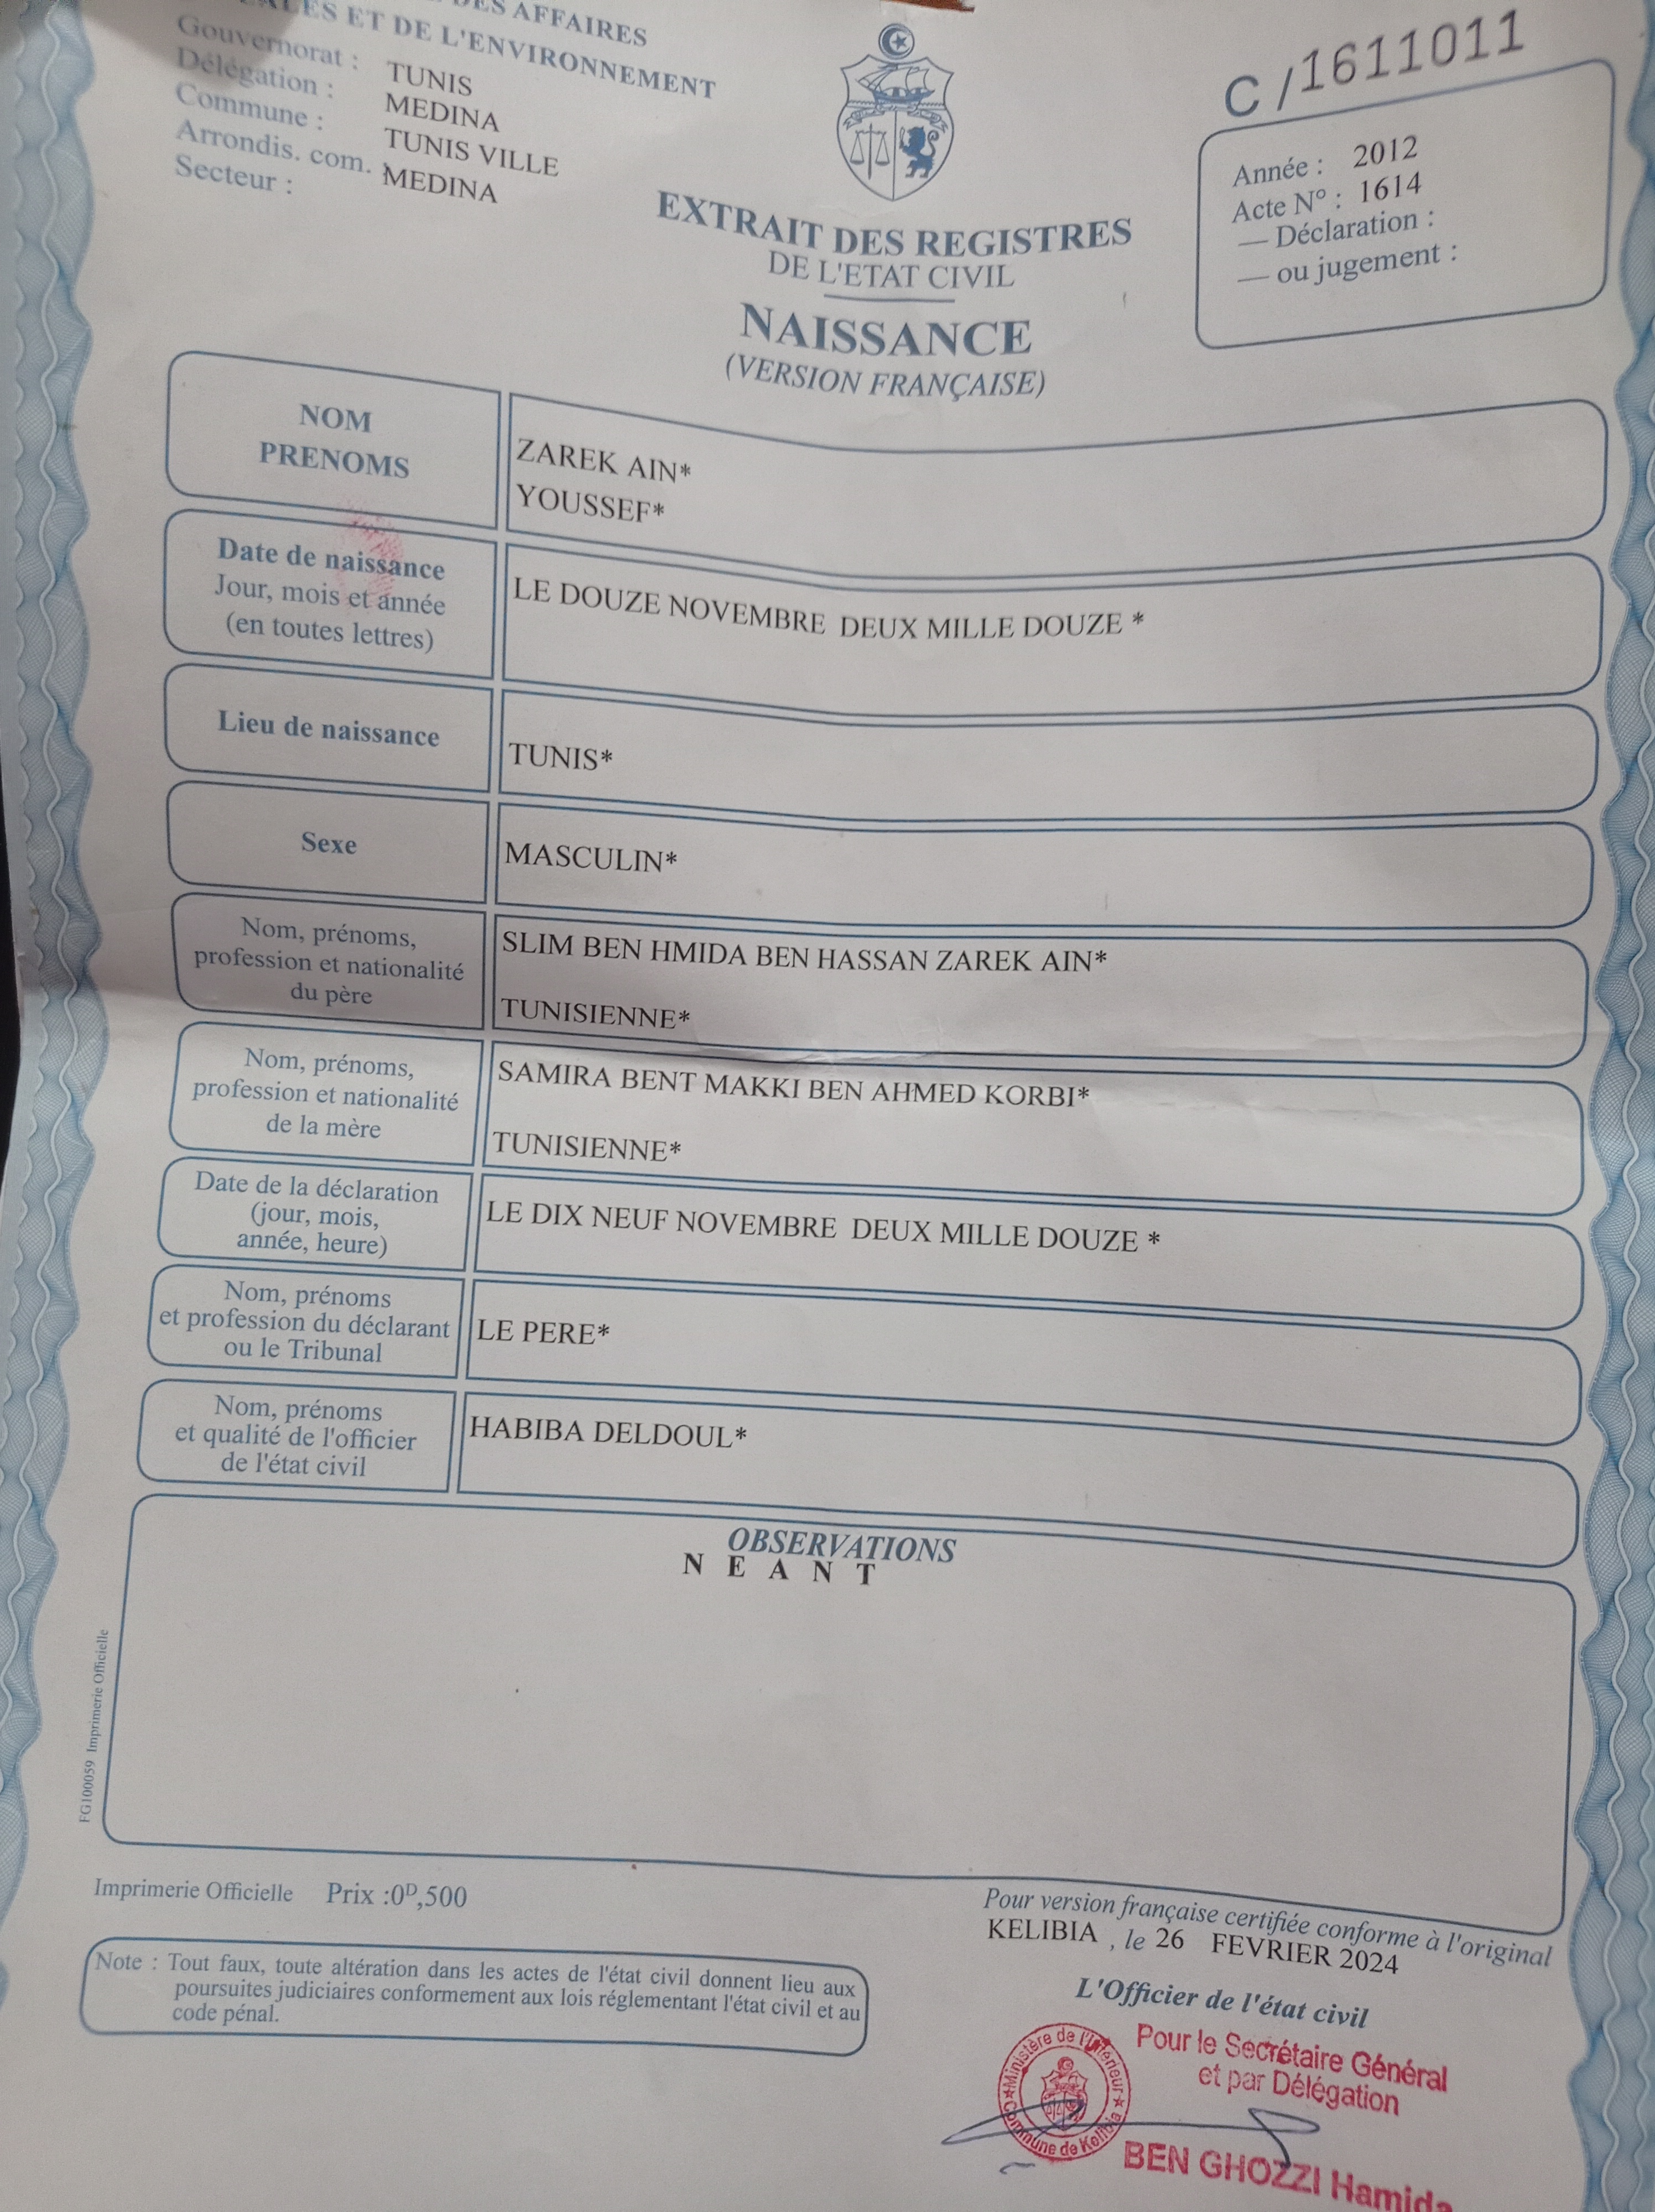 DES AFFAIRES
ET DE L'ENVIRONNEMENT
Gouvernorat : TUNIS
Délégation : MEDINA
Commune : TUNIS VILLE
Arrondis. com. : MEDINA
Secteur :
C/1611011
Année : 2012
Acte N° : 1614
— Déclaration :
— ou jugement :
EXTRAIT DES REGISTRES
DE L'ETAT CIVIL
NAISSANCE
(VERSION FRANÇAISE)
NOM
PRENOMS
ZAREK AIN*
YOUSSEF*
Date de naissance
Jour, mois et année
(en toutes lettres)
LE DOUZE NOVEMBRE DEUX MILLE DOUZE *
Lieu de naissance
TUNIS*
Sexe
MASCULIN*
Nom, prénoms,
profession et nationalité
du père
SLIM BEN HMIDA BEN HASSAN ZAREK AIN*
TUNISIENNE*
Nom, prénoms,
profession et nationalité
de la mère
SAMIRA BENT MAKKI BEN AHMED KORBI*
TUNISIENNE*
Date de la déclaration
(jour, mois,
année, heure)
LE DIX NEUF NOVEMBRE DEUX MILLE DOUZE *
Nom, prénoms
et profession du déclarant
ou le Tribunal
LE PERE*
Nom, prénoms
et qualité de l'officier
de l'état civil
HABIBA DELDOUL*
OBSERVATIONS
N E A N T
FG100059 Imprimerie Officielle
Imprimerie Officielle Prix :0D,500
Note : Tout faux, toute altération dans les actes de l'état civil donnent lieu aux
poursuites judiciaires conformement aux lois réglementant l'état civil et au
code pénal.
Pour version française certifiée conforme à l'original
KELIBIA , le 26 FEVRIER 2024
L'Officier de l'état civil
Pour le Secrétaire Général
et par Délégation
BEN GHOZZI Hamida
Ministère de l'Intérieur
Commune de Kelibia